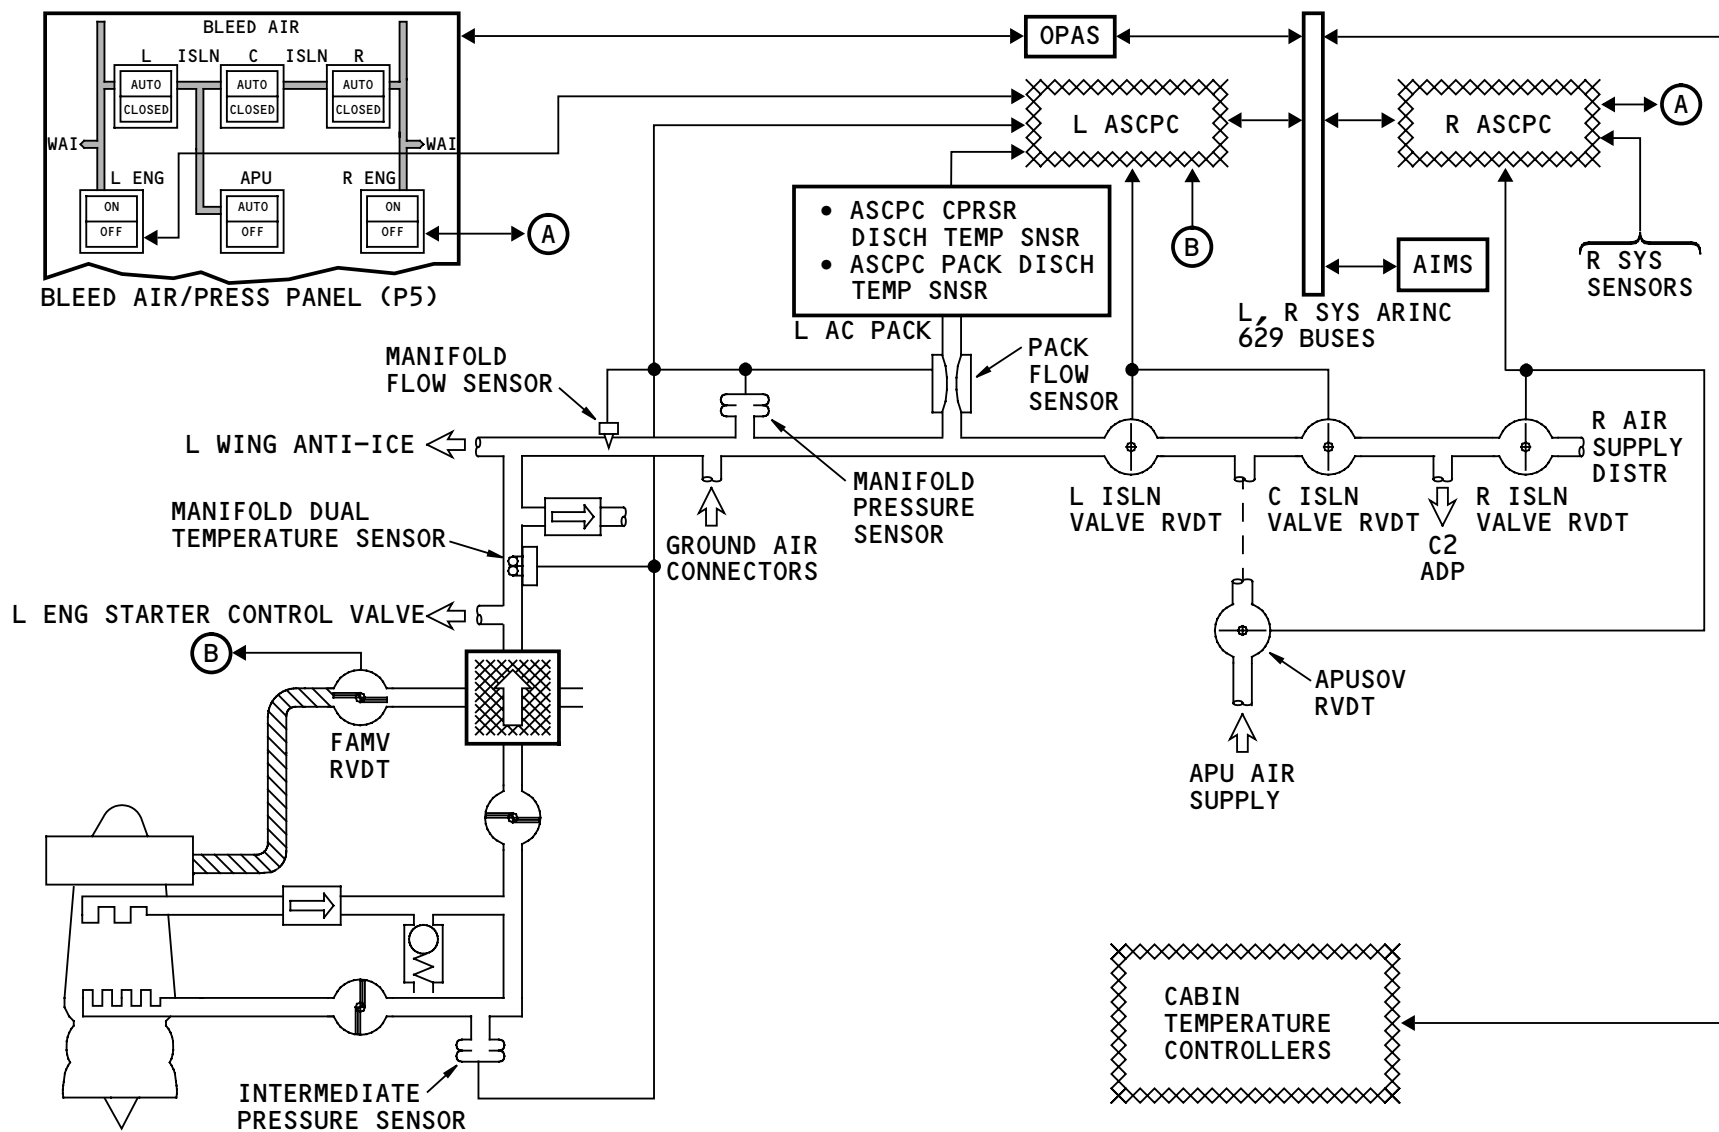 BLEED AIR
L ISLN C ISLN R
AUTO
CLOSED
AUTO
CLOSED
AUTO
CLOSED
WAI
WAI
L ENG
APU
R ENG
ON
OFF
AUTO
OFF
ON
OFF
A
BLEED AIR/PRESS PANEL (P5)
OPAS
L ASCPC
R ASCPC
A
• ASCPC CPRSR
DISCH TEMP SNSR
• ASCPC PACK DISCH
TEMP SNSR
L AC PACK
B
AIMS
L, R SYS ARINC
629 BUSES
R SYS
SENSORS
MANIFOLD
FLOW SENSOR
PACK
FLOW
SENSOR
L WING ANTI-ICE
R AIR
SUPPLY
DISTR
MANIFOLD DUAL
TEMPERATURE SENSOR
GROUND AIR
CONNECTORS
MANIFOLD
PRESSURE
SENSOR
L ISLN
VALVE RVDT
C ISLN
VALVE RVDT
R ISLN
VALVE RVDT
C2
ADP
L ENG STARTER CONTROL VALVE
B
FAMV
RVDT
APUSOV
RVDT
APU AIR
SUPPLY
INTERMEDIATE
PRESSURE SENSOR
CABIN
TEMPERATURE
CONTROLLERS